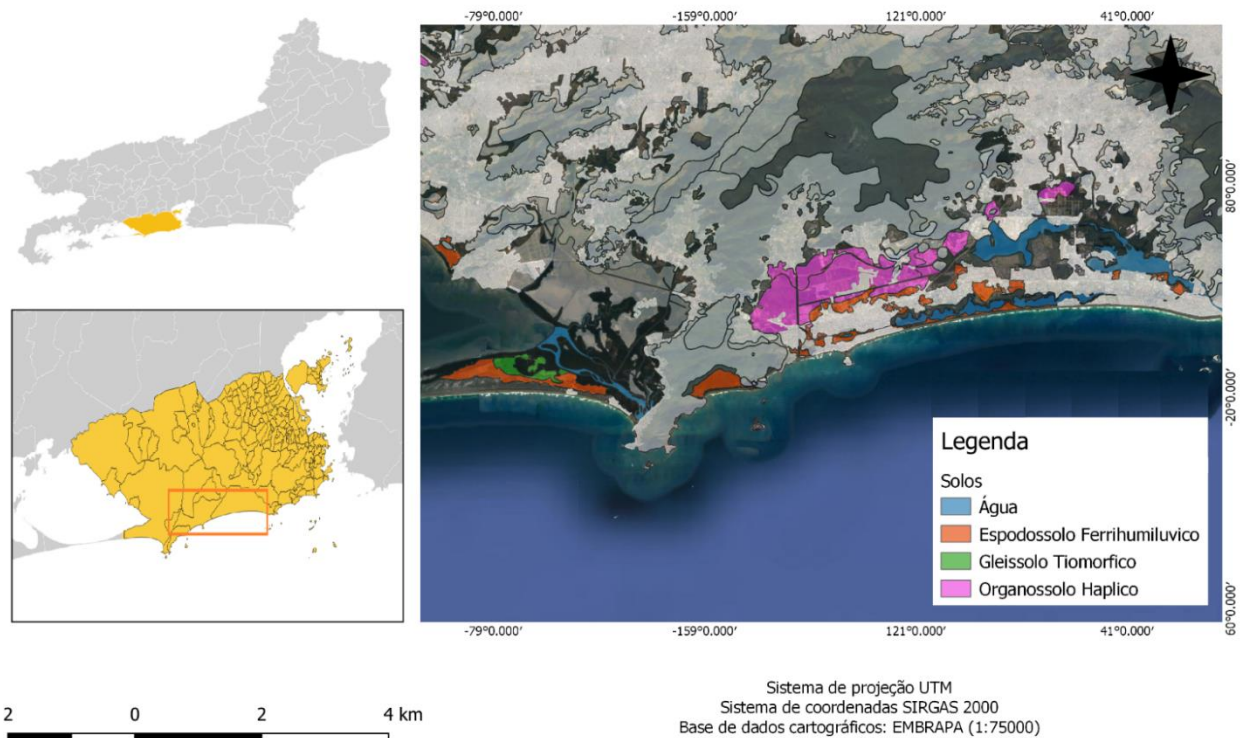 -79°0.000′ -159°0.000′ 121°0.000′ 41°0.000′
80°0.000′
-20°0.000′
60°0.000′
Legenda
Solos
Água
Espodossolo Ferrihumiluvico
Gleissolo Tiomorfico
Organossolo Haplico
-79°0.000′ -159°0.000′ 121°0.000′ 41°0.000′
2 0 2 4 km
Sistema de projeção UTM
Sistema de coordenadas SIRGAS 2000
Base de dados cartográficos: EMBRAPA (1:75000)